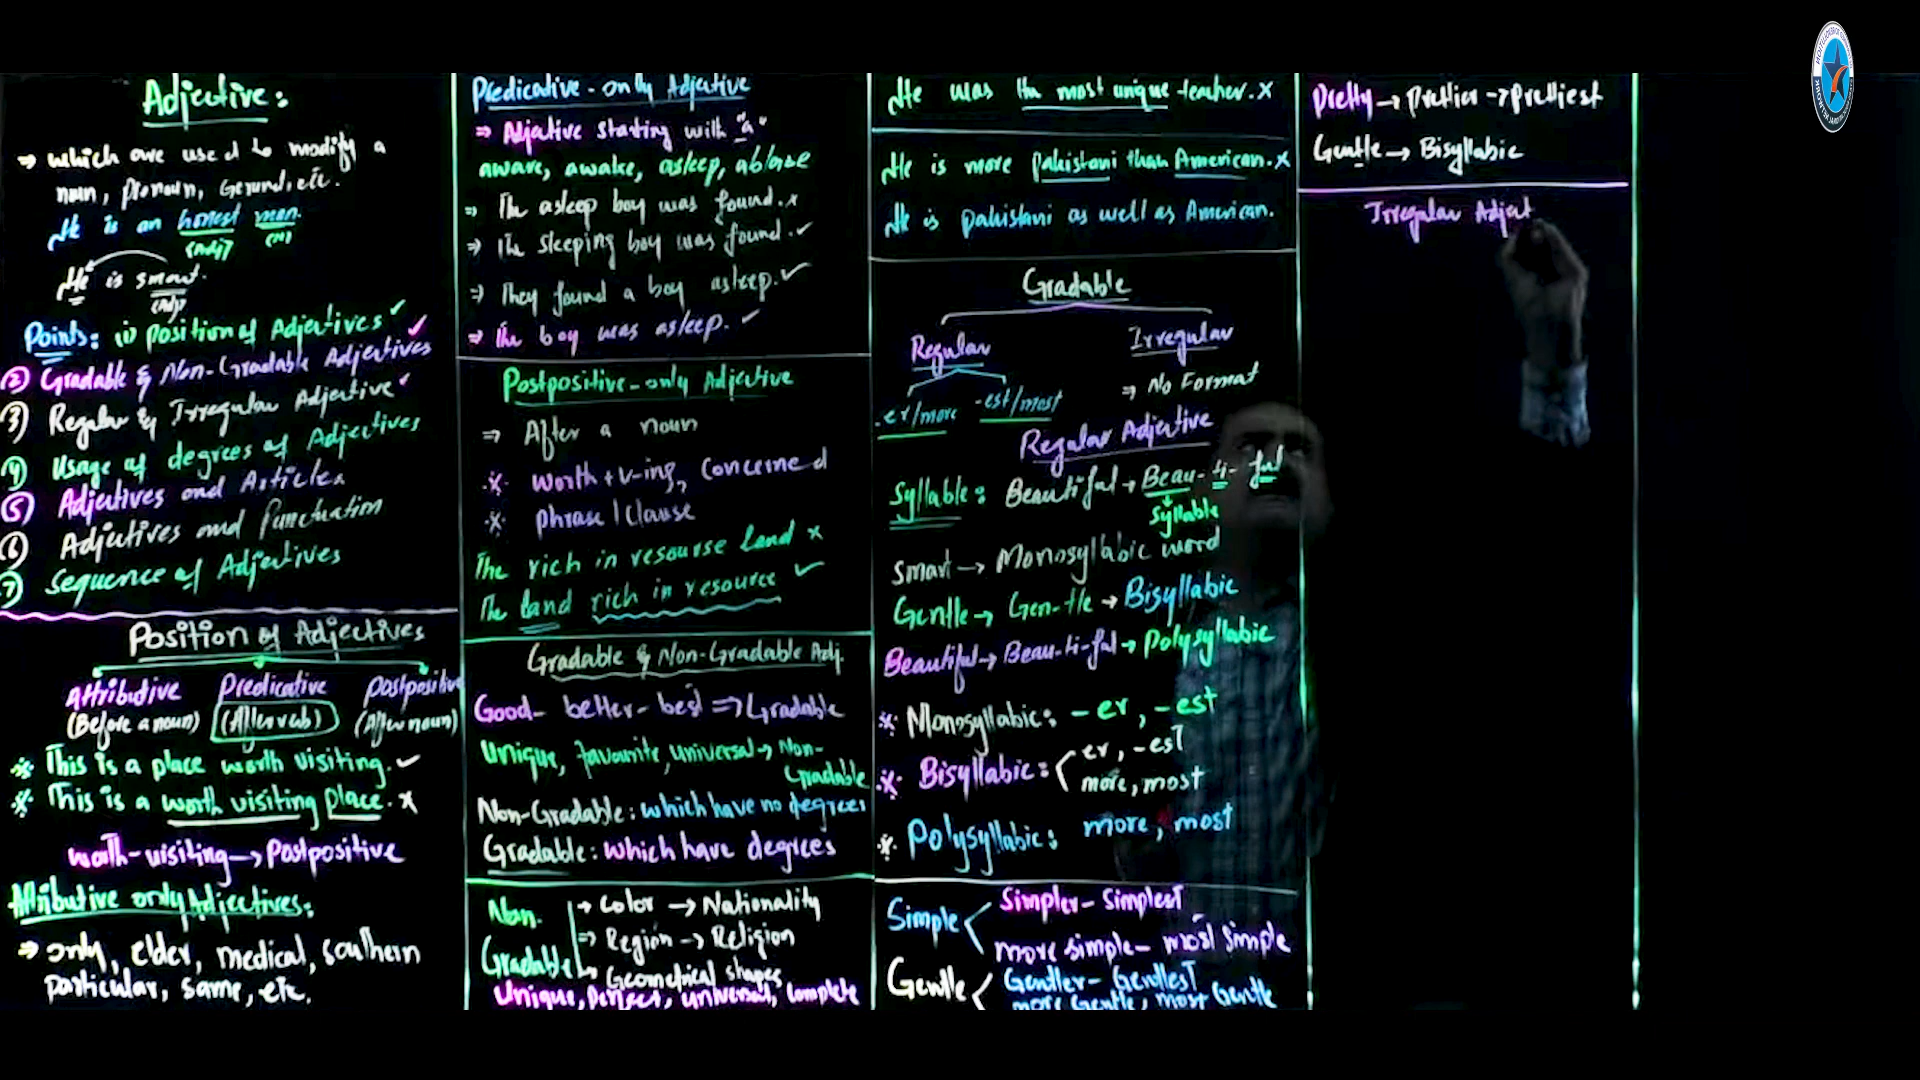 Adjective:
⇒ which are used to modify a
noun, pronoun, Gerund, etc.
He is an honest man.
(Adj) (N)
He is smart.
(Adj)
Points: (1) position of Adjectives ✓
(2) Gradable & Non-Gradable Adjectives ✓
(3) Regular & Irregular Adjective ✓
(4) Usage of degrees of Adjectives
(5) Adjectives and Articles
(6) Adjectives and Punctuation
(7) Sequence of Adjectives
Position of Adjectives
Attributive Predicative Postpositive
(Before a noun) (After verb) (After noun)
* This is a place worth visiting. ✓
* This is a worth visiting place. ×
worth-visiting → Postpositive
Attributive only Adjectives:
⇒ only, elder, medical, southern
particular, same, etc.
Predicative-only Adjective
⇒ Adjective starting with "a"
aware, awake, asleep, ablaze
⇒ The asleep boy was found. ×
⇒ The sleeping boy was found. ✓
⇒ They found a boy asleep. ✓
⇒ The boy was asleep. ✓
Postpositive-only Adjective
⇒ After a noun
* worth + v-ing, concerned
* phrase/clause
The rich in resourse land ×
The land rich in resource ✓
Gradable & Non-Gradable Adj.
Good - better - best ⇒ Gradable
Unique, favourite, universal → Non-
Gradable
Non-Gradable: which have no degrees
Gradable: which have degrees
Non. → Color → Nationality
⇒ Region → Religion
Gradable → Geometrical shapes
Unique, perfect, universal, complete
He was the most unique teacher. ×
He is more pakistani than American. ×
He is pakistani as well as American.
Gradable
Regular Irregular
⇒ No Format
-er/more -est/most
Regular Adjective
Syllable: Beautiful → Beau-ti-ful
syllable
Smart → Monosyllabic word
Gentle → Gen-tle → Bisyllabic
Beautiful → Beau-ti-ful → Polysyllabic
* Monosyllabic: -er, -est
* Bisyllabic: er, -est
more, most
* Polysyllabic: more, most
Simple Simpler - Simplest
more simple - most simple
Gentle Gentler - Gentlest
more Gentle, most Gentle
Pretty → prettier → prettiest
Gentle → Bisyllabic
Irregular Adject